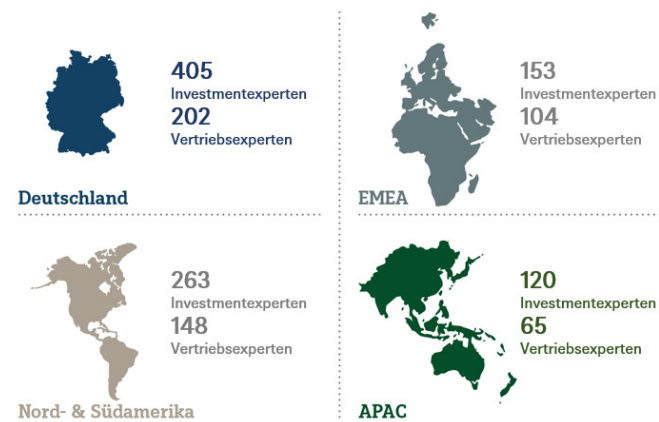 405
Investmentexperten
202
Vertriebsexperten
Deutschland
153
Investmentexperten
104
Vertriebsexperten
EMEA
263
Investmentexperten
148
Vertriebsexperten
Nord- & Südamerika
120
Investmentexperten
65
Vertriebsexperten
APAC